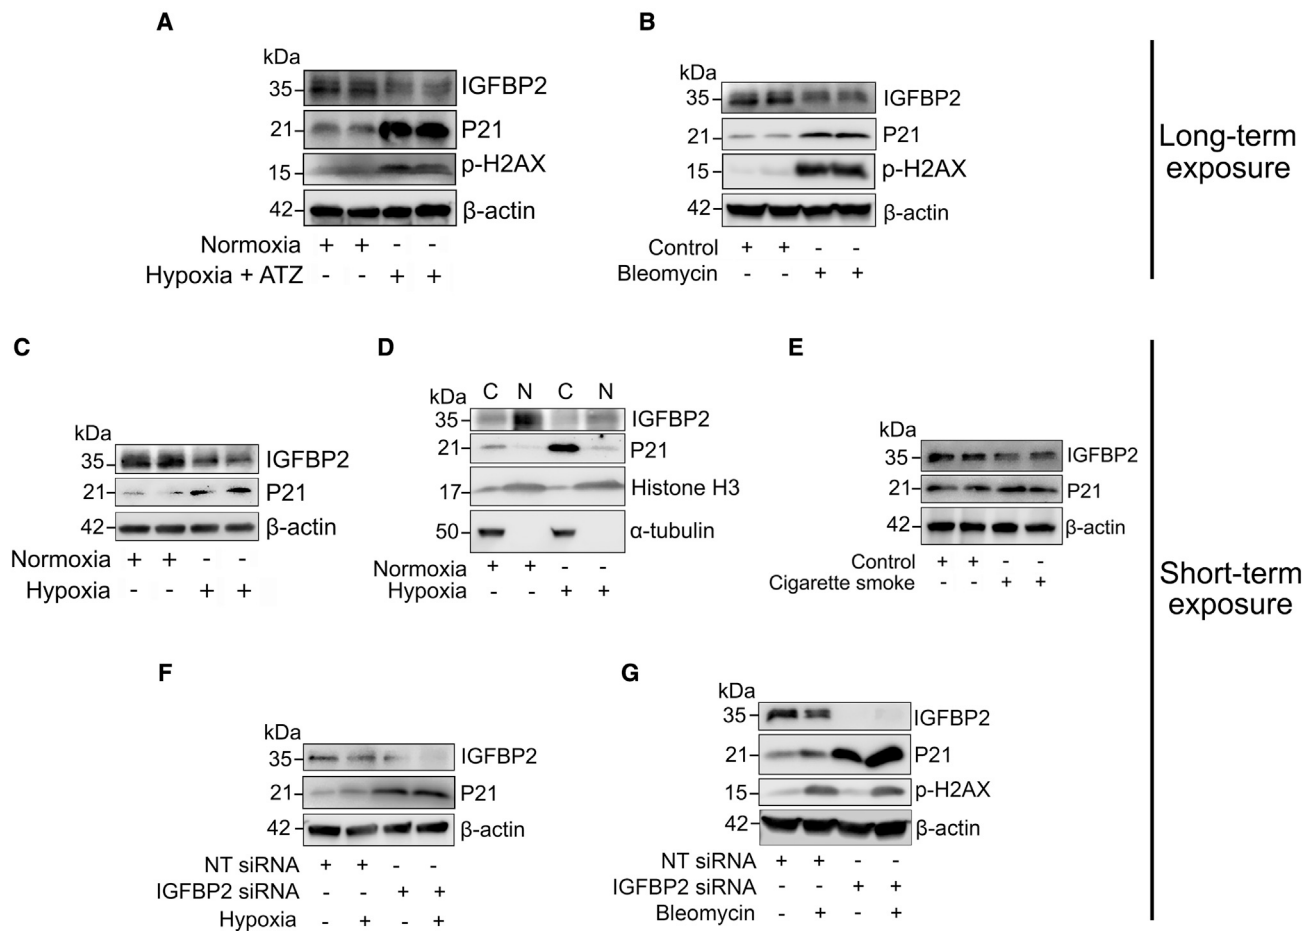 A
kDa
35 IGFBP2
21 P21
15 p-H2AX
42 β-actin
Normoxia + + - -
Hypoxia + ATZ - - + +
B
kDa
35 IGFBP2
21 P21
15 p-H2AX
42 β-actin
Control + + - -
Bleomycin - - + +
Long-term
exposure
C
kDa
35 IGFBP2
21 P21
42 β-actin
Normoxia + + - -
Hypoxia - - + +
D
kDa C N C N
35 IGFBP2
21 P21
17 Histone H3
50 α-tubulin
Normoxia + + - -
Hypoxia - - + +
E
kDa
35 IGFBP2
21 P21
42 β-actin
Control + + - -
Cigarette smoke - - + +
Short-term
exposure
F
kDa
35 IGFBP2
21 P21
42 β-actin
NT siRNA + + - -
IGFBP2 siRNA - - + +
Hypoxia - + - +
G
kDa
35 IGFBP2
21 P21
15 p-H2AX
42 β-actin
NT siRNA + + - -
IGFBP2 siRNA - - + +
Bleomycin - + - +